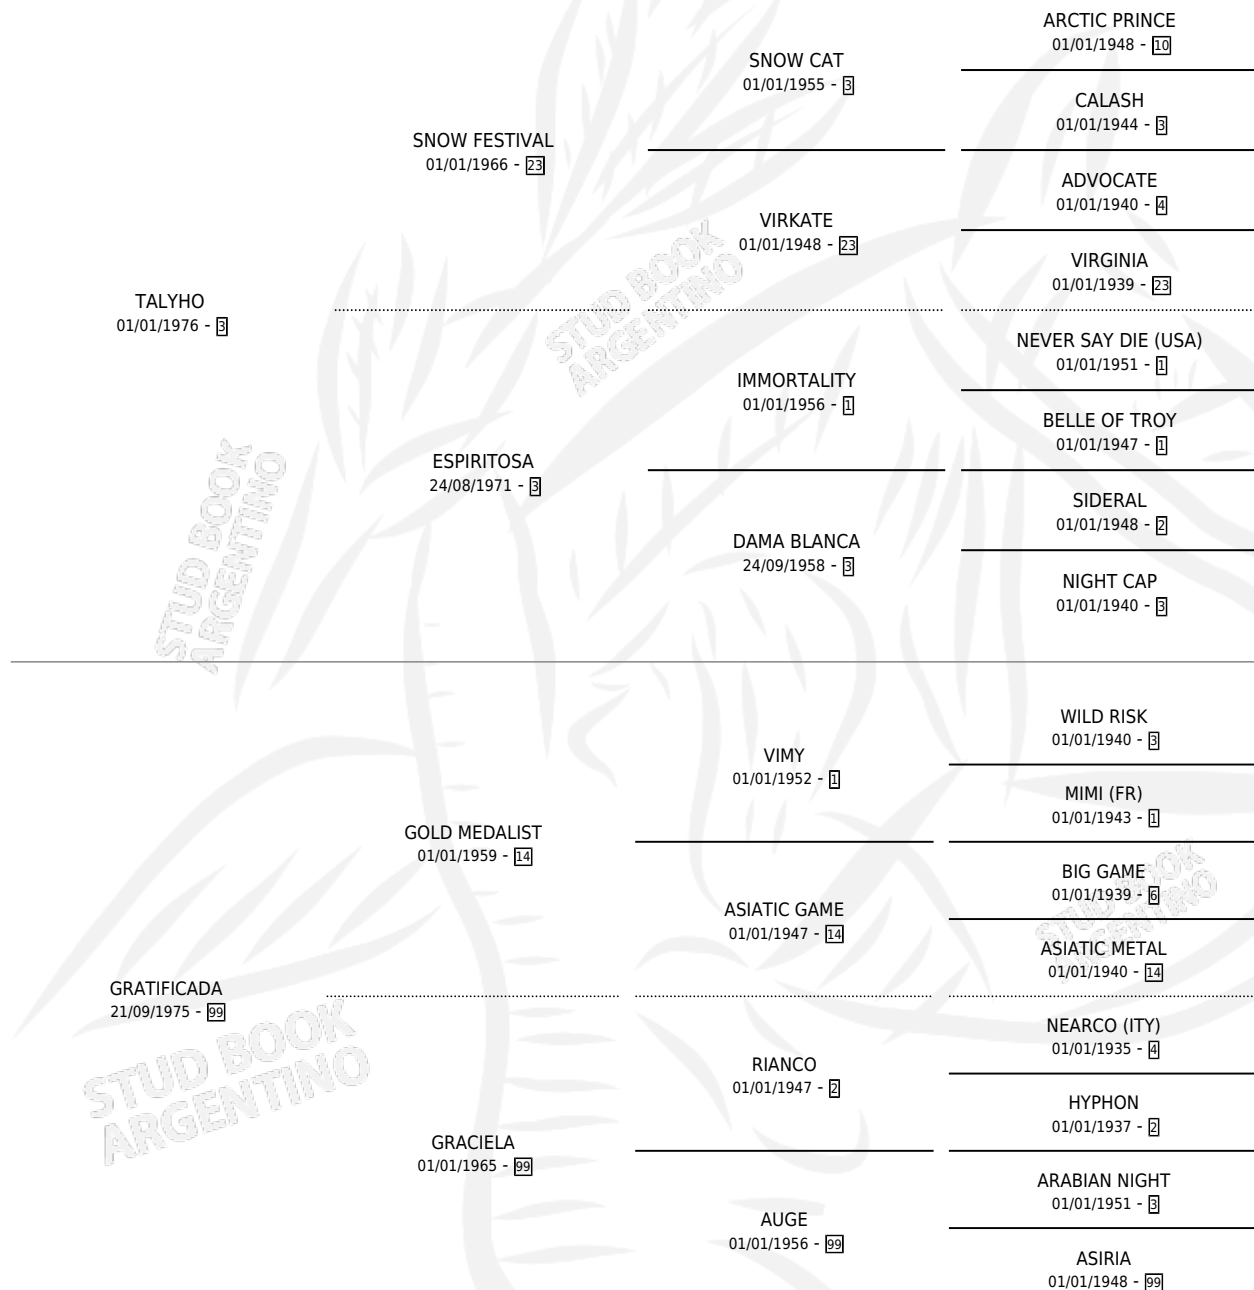 ARCTIC PRINCE
01/01/1948 - 10
SNOW CAT
01/01/1955 - 3
CALASH
01/01/1944 - 3
SNOW FESTIVAL
01/01/1966 - 23
ADVOCATE
01/01/1940 - 4
VIRKATE
01/01/1948 - 23
VIRGINIA
01/01/1939 - 23
TALYHO
01/01/1976 - 3
STUD BOOK
ARGENTINO
NEVER SAY DIE (USA)
01/01/1951 - 1
IMMORTALITY
01/01/1956 - 1
BELLE OF TROY
01/01/1947 - 1
ESPIRITOSA
24/08/1971 - 3
SIDERAL
01/01/1948 - 2
DAMA BLANCA
24/09/1958 - 3
NIGHT CAP
01/01/1940 - 3
STUD BOOK
ARGENTINO
WILD RISK
01/01/1940 - 3
VIMY
01/01/1952 - 1
MIMI (FR)
01/01/1943 - 1
GOLD MEDALIST
01/01/1959 - 14
BIG GAME
01/01/1939 - 6
ASIATIC GAME
01/01/1947 - 14
STUD BOOK
ARGENTINO
ASIATIC METAL
01/01/1940 - 14
GRATIFICADA
21/09/1975 - 99
STUD BOOK
ARGENTINO
NEARCO (ITY)
01/01/1935 - 4
RIANCO
01/01/1947 - 2
HYPHON
01/01/1937 - 2
GRACIELA
01/01/1965 - 99
ARABIAN NIGHT
01/01/1951 - 3
AUGE
01/01/1956 - 99
ASIRIA
01/01/1948 - 99